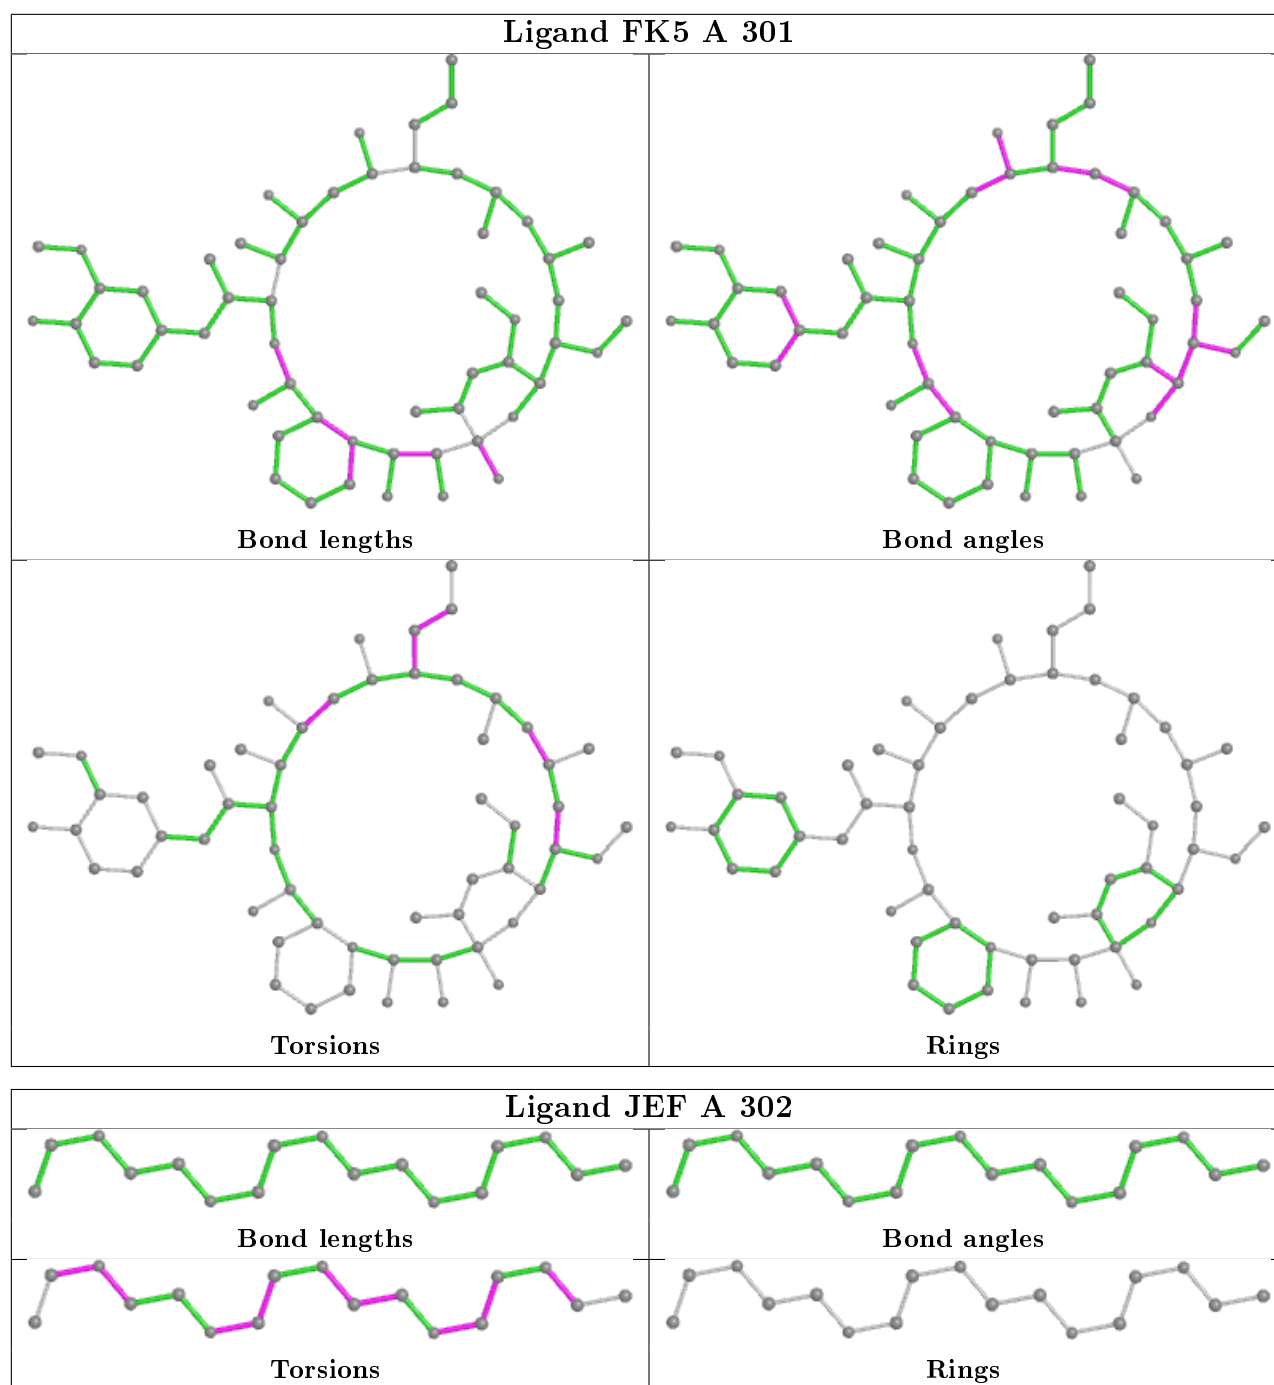 Ligand FK5 A 301
Bond lengths
Bond angles
Torsions
Rings
Ligand JEF A 302
Bond lengths
Bond angles
Torsions
Rings